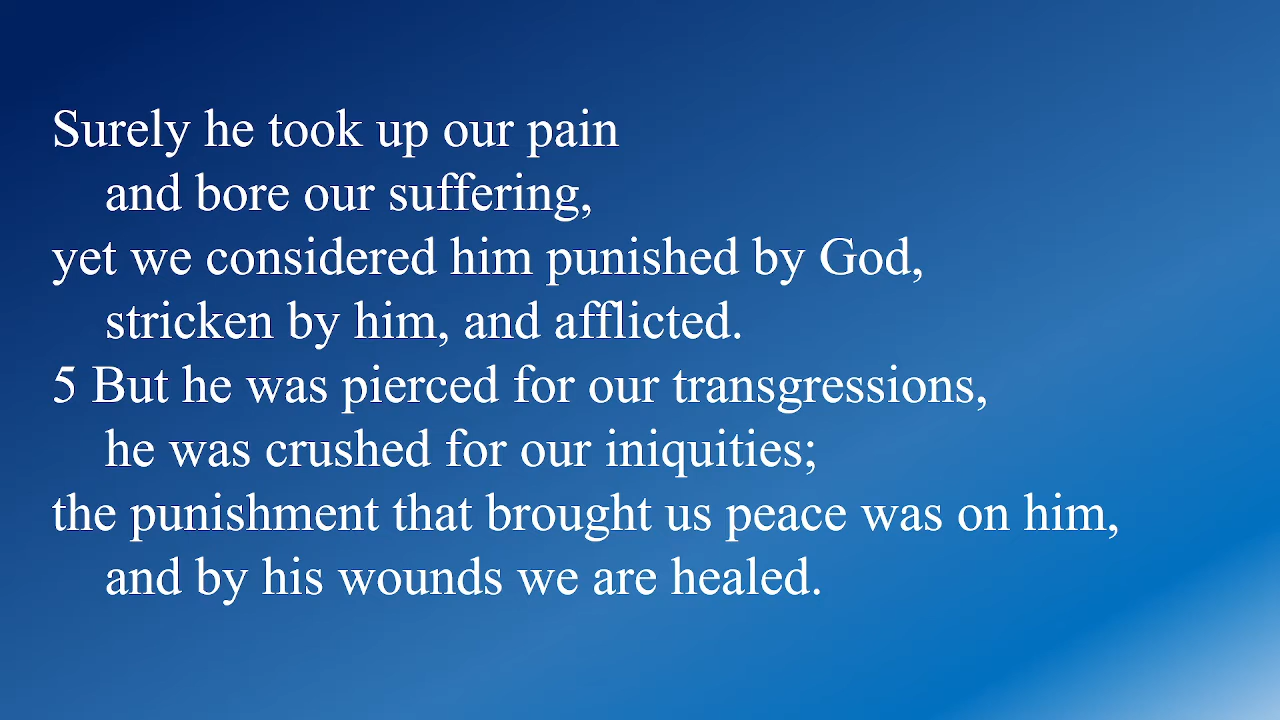 Surely he took up our pain
and bore our suffering,
yet we considered him punished by God,
stricken by him, and afflicted.
5 But he was pierced for our transgressions,
he was crushed for our iniquities;
the punishment that brought us peace was on him,
and by his wounds we are healed.